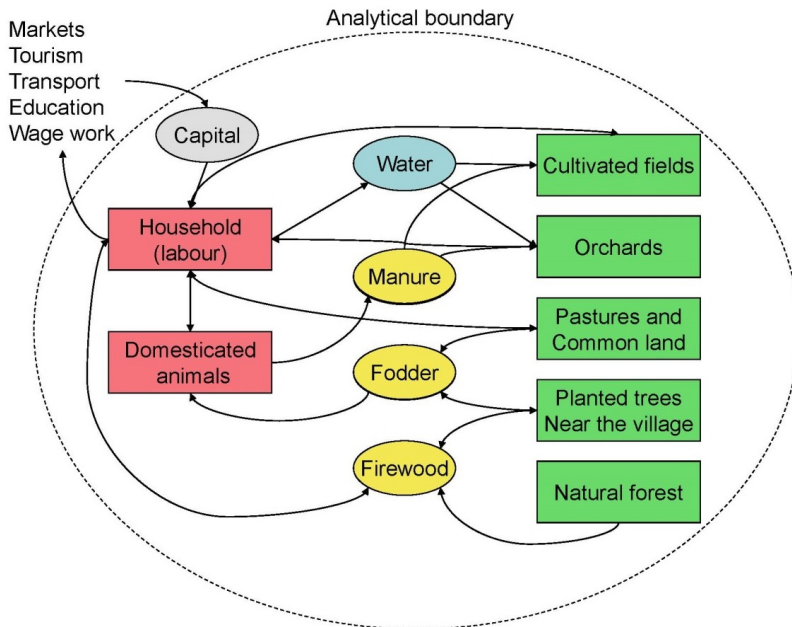 Analytical boundary
Markets
Tourism
Transport
Education
Wage work
Capital
Water
Cultivated fields
Household
(labour)
Orchards
Manure
Pastures and
Common land
Domesticated
animals
Fodder
Planted trees
Near the village
Firewood
Natural forest